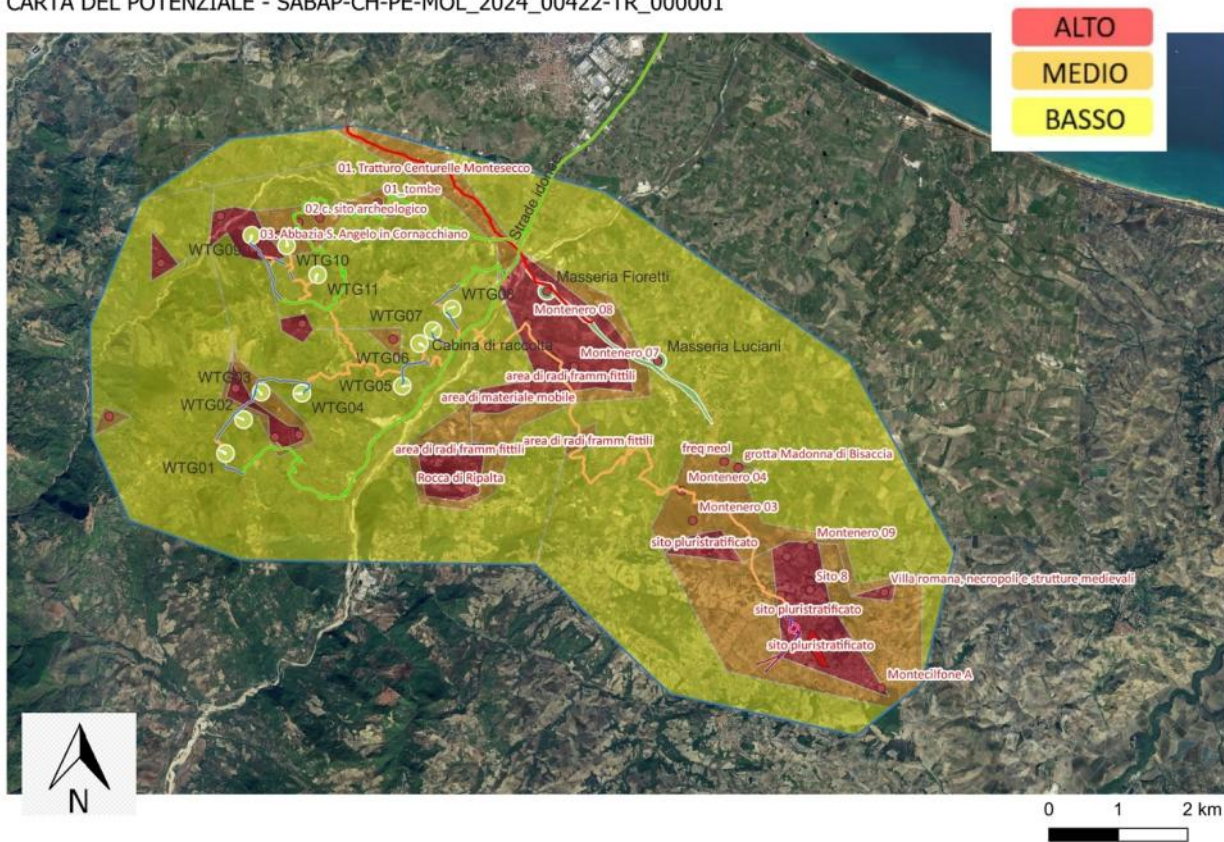 CARTA DEL POTENZIALE - SABAP-CH-PE-MOL_2024_00422-TR_000001
ALTO
MEDIO
BASSO
01. Tratturo Centurelle Montesecco
01_tombe
02 c. sito archeologico
03. Abbazia S. Angelo in Cornacchiano
Strade idonee
WTG09
WTG10
WTG11
Masseria Fioretti
WTG08
Montenero 08
WTG07
Cabina di raccolta
Montenero 07
Masseria Luciani
WTG06
area di radi framm fittili
WTG03
WTG05
area di materiale mobile
WTG04
WTG02
area di radi framm fittili
area di radi framm fittili
freq neol
grotta Madonna di Bisaccia
WTG01
Rocca di Ripalta
Montenero 04
Montenero 03
Montenero 09
sito pluristratificato
Sito 8
Villa romana, necropoli e strutture medievali
sito pluristratificato
sito pluristratificato
Montecilfone A
N
0 1 2 km